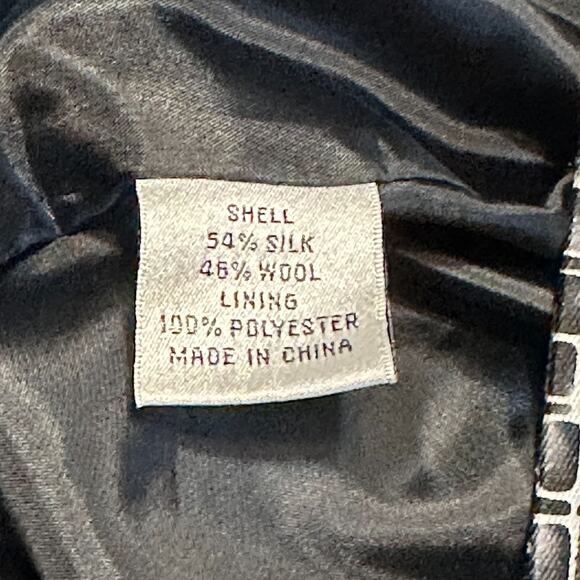 SHELL
54% SILK
46% WOOL
LINING
100% POLYESTER
MADE IN CHINA